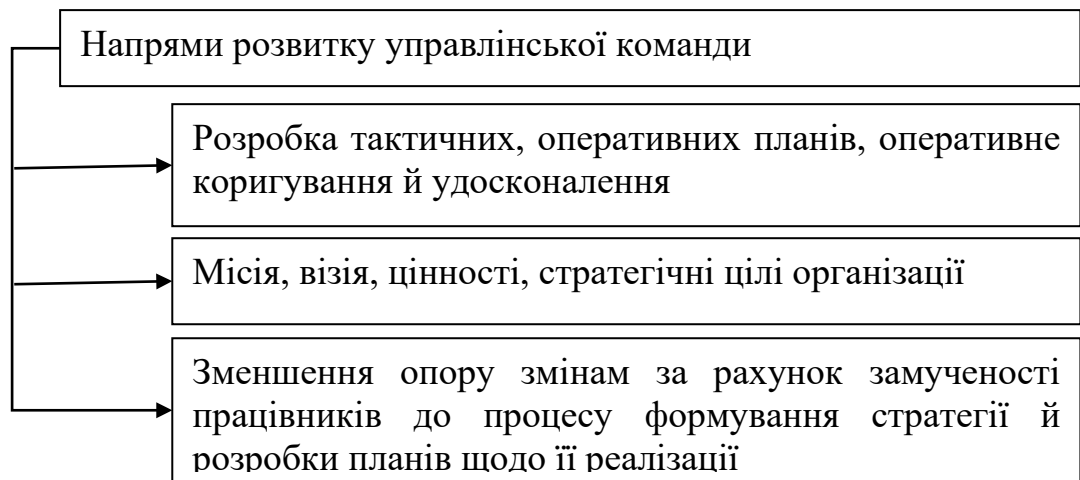 Напрями розвитку управлінської команди
Розробка тактичних, оперативних планів, оперативне
коригування й удосконалення
Місія, візія, цінності, стратегічні цілі організації
Зменшення опору змінам за рахунок замученості
працівників до процесу формування стратегії й
розробки планів щодо її реалізації